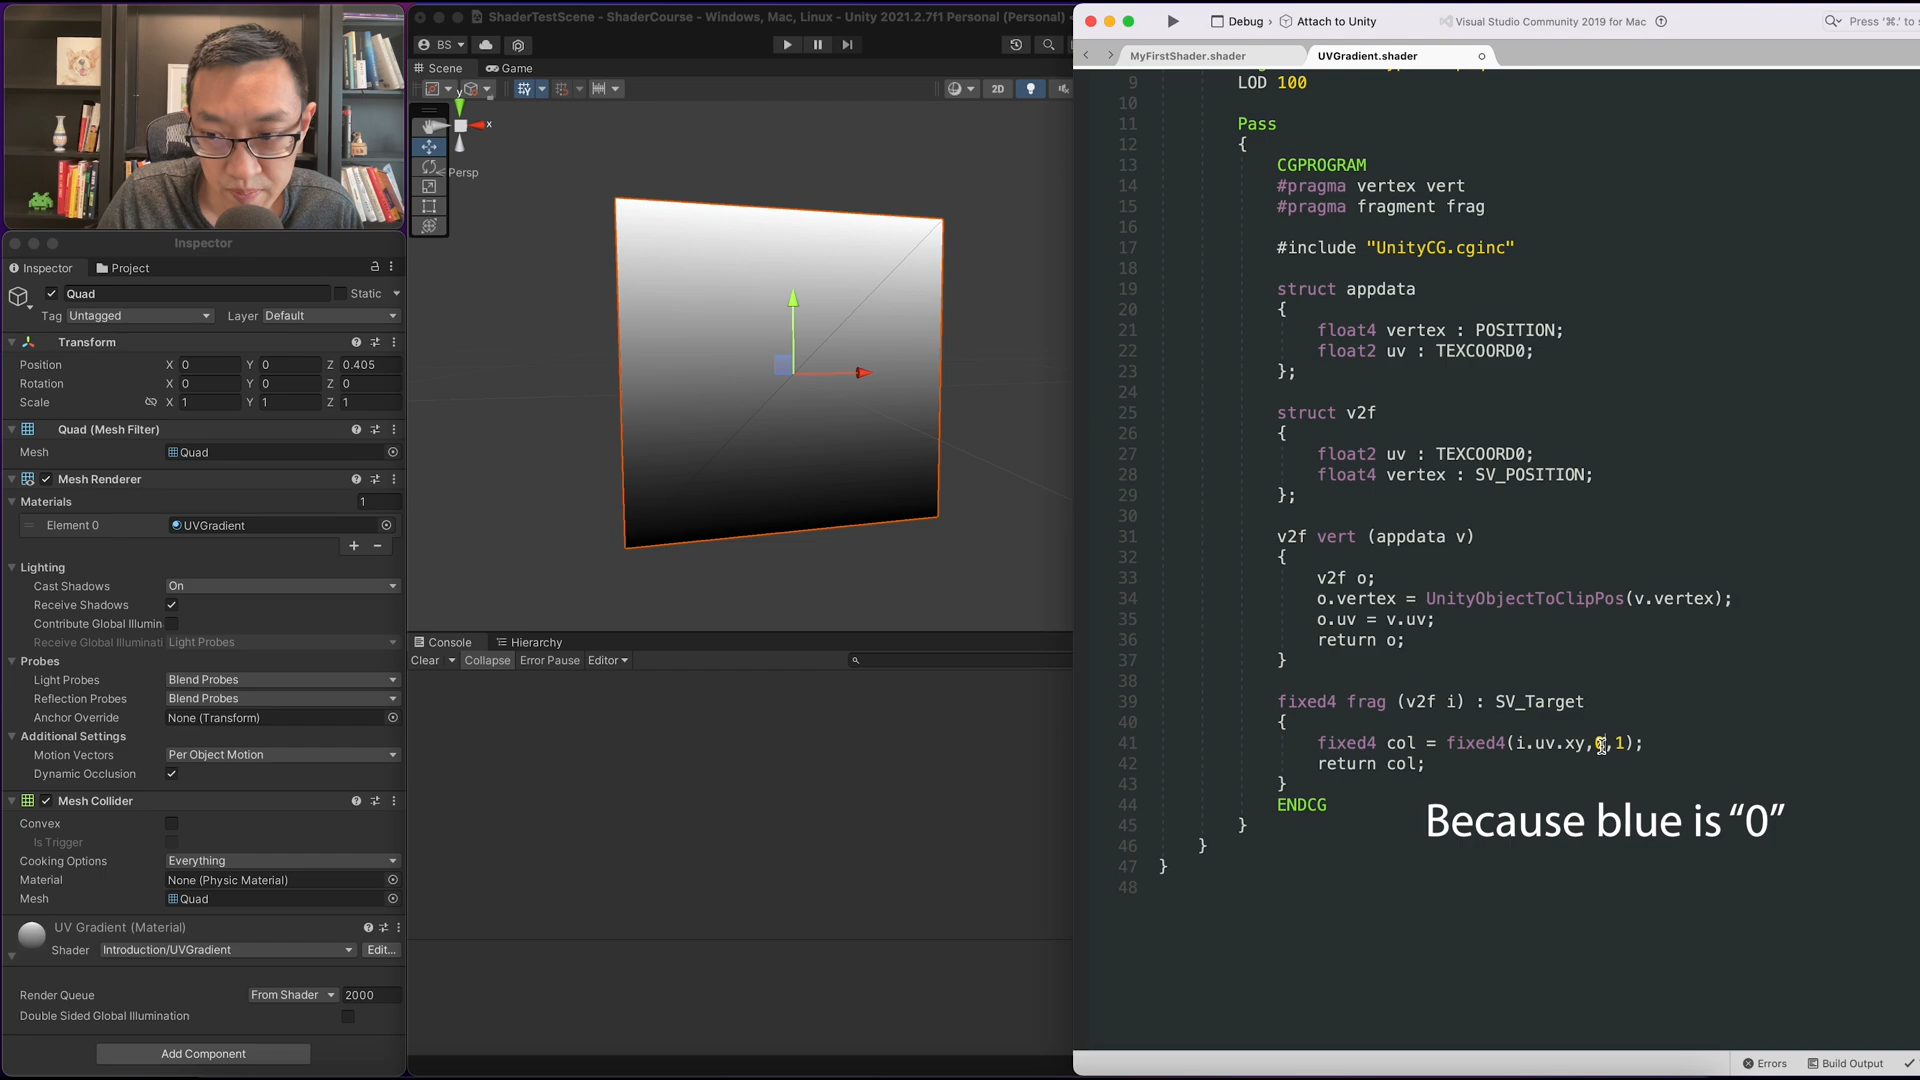 ShaderTestScene - ShaderCourse - Windows, Mac, Linux - Unity 2021.2.7f1 Personal (Personal)
BS
Scene
Game
2D
y
x
Persp
Inspector
Inspector
Project
Quad
Static
Tag
Untagged
Layer
Default
Transform
Position
X
0
Y
0
Z
0.405
Rotation
X
0
Y
0
Z
0
Scale
X
1
Y
1
Z
1
Quad (Mesh Filter)
Mesh
Quad
Mesh Renderer
Materials
1
Element 0
UVGradient
Lighting
Cast Shadows
On
Receive Shadows
Contribute Global Illumin
Receive Global Illuminati
Light Probes
Probes
Light Probes
Blend Probes
Reflection Probes
Blend Probes
Anchor Override
None (Transform)
Additional Settings
Motion Vectors
Per Object Motion
Dynamic Occlusion
Mesh Collider
Convex
Is Trigger
Cooking Options
Everything
Material
None (Physic Material)
Mesh
Quad
UV Gradient (Material)
Shader
Introduction/UVGradient
Edit...
Render Queue
From Shader
2000
Double Sided Global Illumination
Add Component
Console
Hierarchy
Clear
Collapse
Error Pause
Editor
Debug
Attach to Unity
Visual Studio Community 2019 for Mac
Press '⌘.' to s
MyFirstShader.shader
UVGradient.shader
9 LOD 100
10
11 Pass
12 {
13 CGPROGRAM
14 #pragma vertex vert
15 #pragma fragment frag
16
17 #include "UnityCG.cginc"
18
19 struct appdata
20 {
21 float4 vertex : POSITION;
22 float2 uv : TEXCOORD0;
23 };
24
25 struct v2f
26 {
27 float2 uv : TEXCOORD0;
28 float4 vertex : SV_POSITION;
29 };
30
31 v2f vert (appdata v)
32 {
33 v2f o;
34 o.vertex = UnityObjectToClipPos(v.vertex);
35 o.uv = v.uv;
36 return o;
37 }
38
39 fixed4 frag (v2f i) : SV_Target
40 {
41 fixed4 col = fixed4(i.uv.xy,0,1);
42 return col;
43 }
44 ENDCG
45 }
46 }
47 }
48
Because blue is “0”
Errors
Build Output